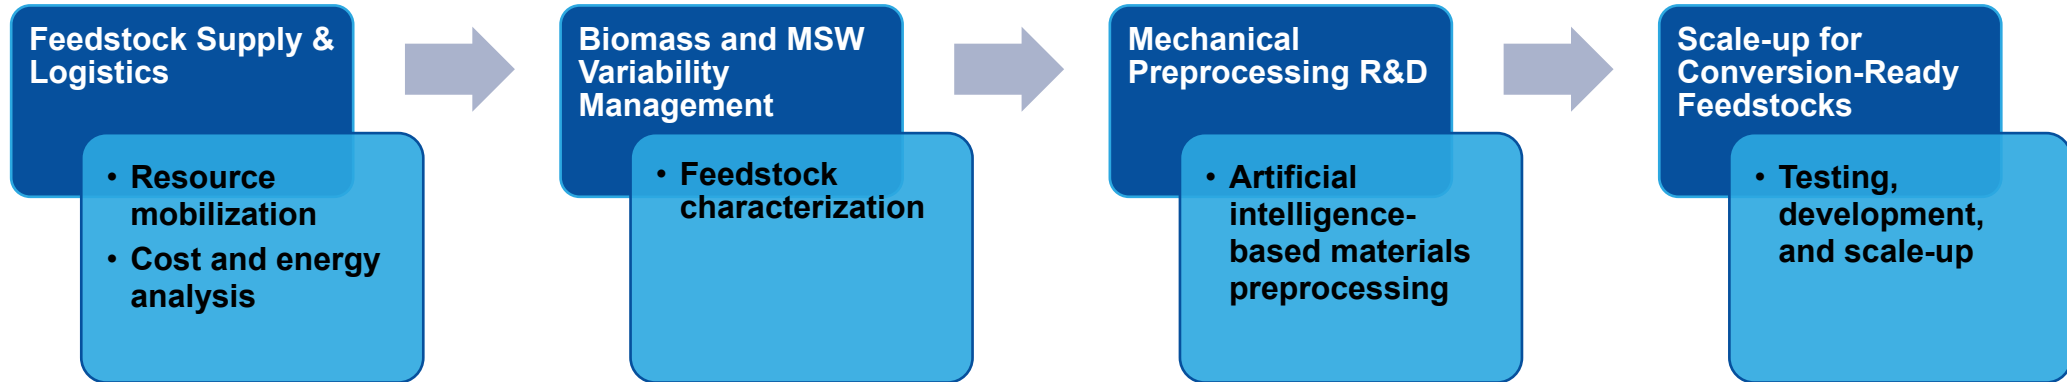 Feedstock Supply &
Logistics
• Resource
mobilization
• Cost and energy
analysis
Biomass and MSW
Variability
Management
• Feedstock
characterization
Mechanical
Preprocessing R&D
• Artificial
intelligence-
based materials
preprocessing
Scale-up for
Conversion-Ready
Feedstocks
• Testing,
development,
and scale-up